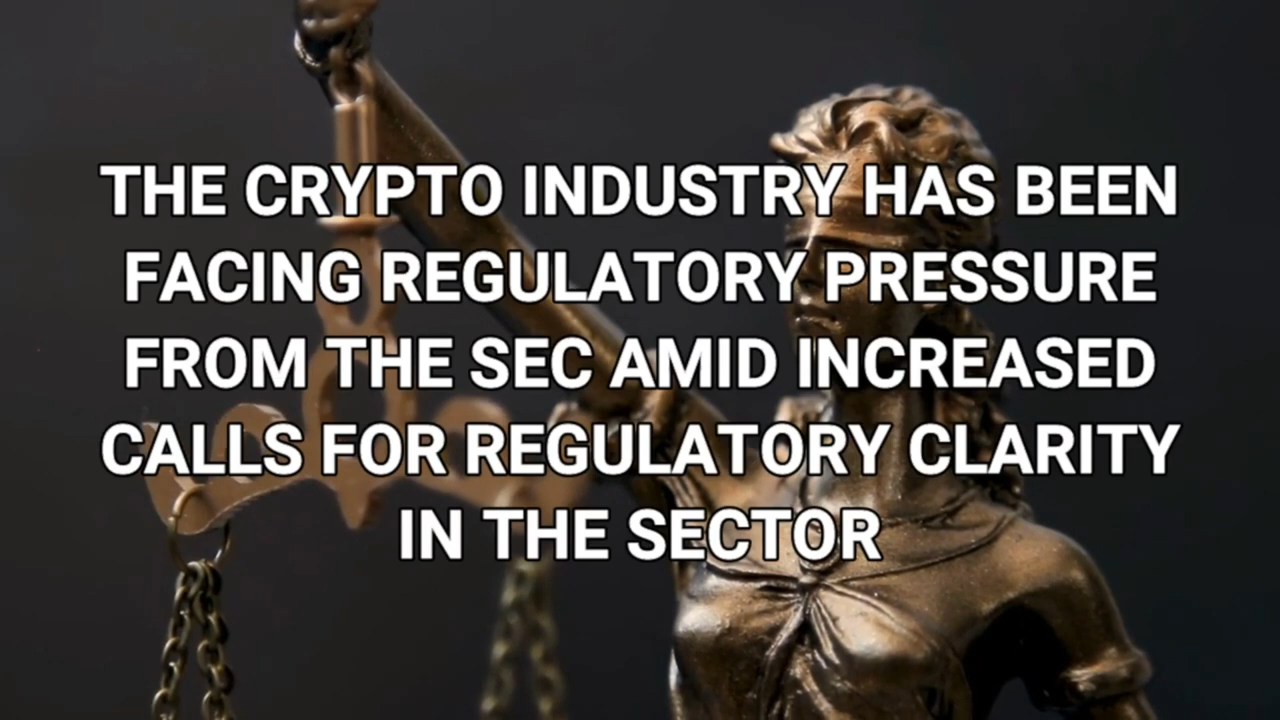 THE CRYPTO INDUSTRY HAS BEEN
FACING REGULATORY PRESSURE
FROM THE SEC AMID INCREASED
CALLS FOR REGULATORY CLARITY
IN THE SECTOR